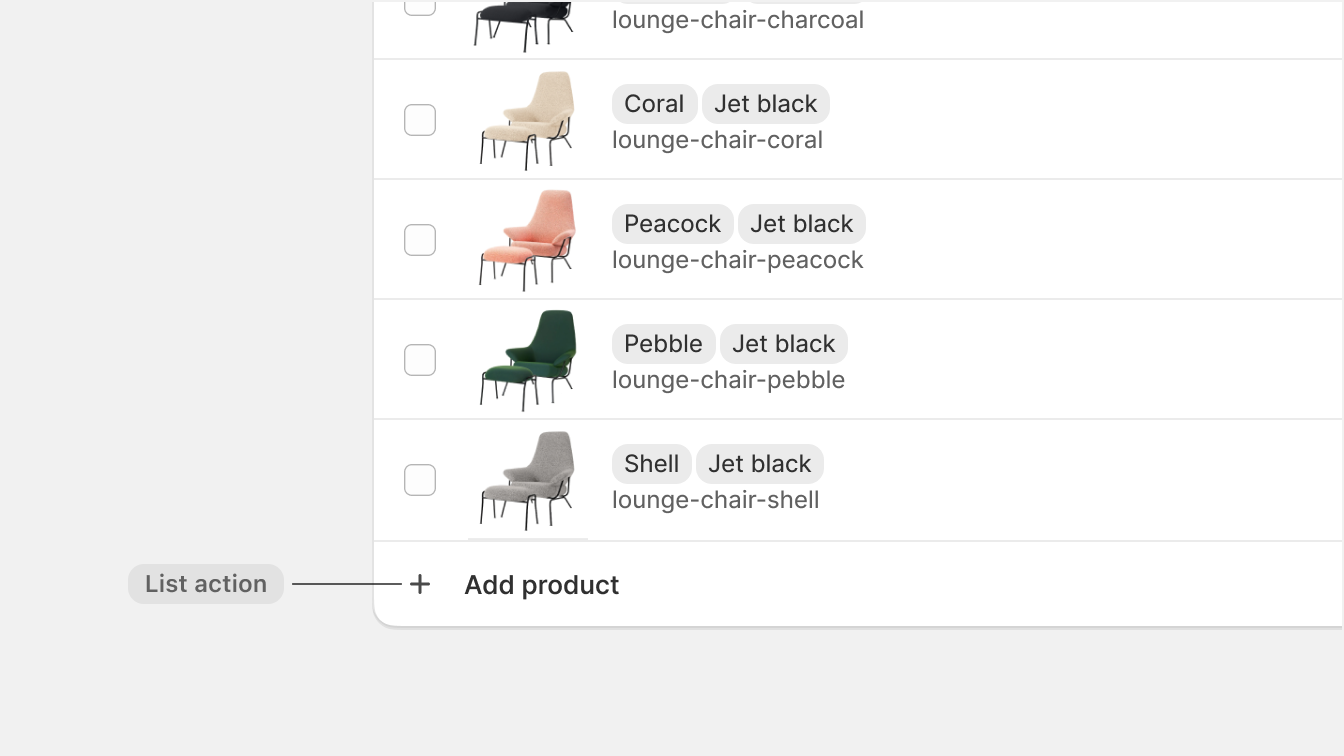 lounge-chair-charcoal
Coral Jet black
lounge-chair-coral
Peacock Jet black
lounge-chair-peacock
Pebble Jet black
lounge-chair-pebble
Shell Jet black
lounge-chair-shell
List action
Add product